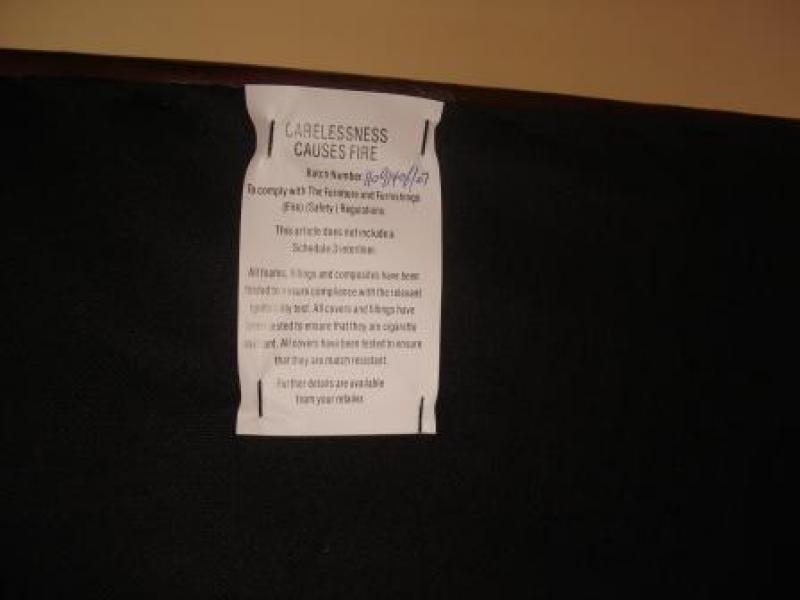 CARELESSNESS
CAUSES FIRE
Batch Number
To comply with The Furniture and Furnishings
(Fire) (Safety) Regulations
This article does not include a
Schedule 3 interliner
All foams, fillings and composites have been
tested to ensure compliance with the relevant
ignitability test. All covers and fillings have
been tested to ensure that they are cigarette
resistant. All covers have been tested to ensure
that they are match resistant
Further details are available
from your retailer